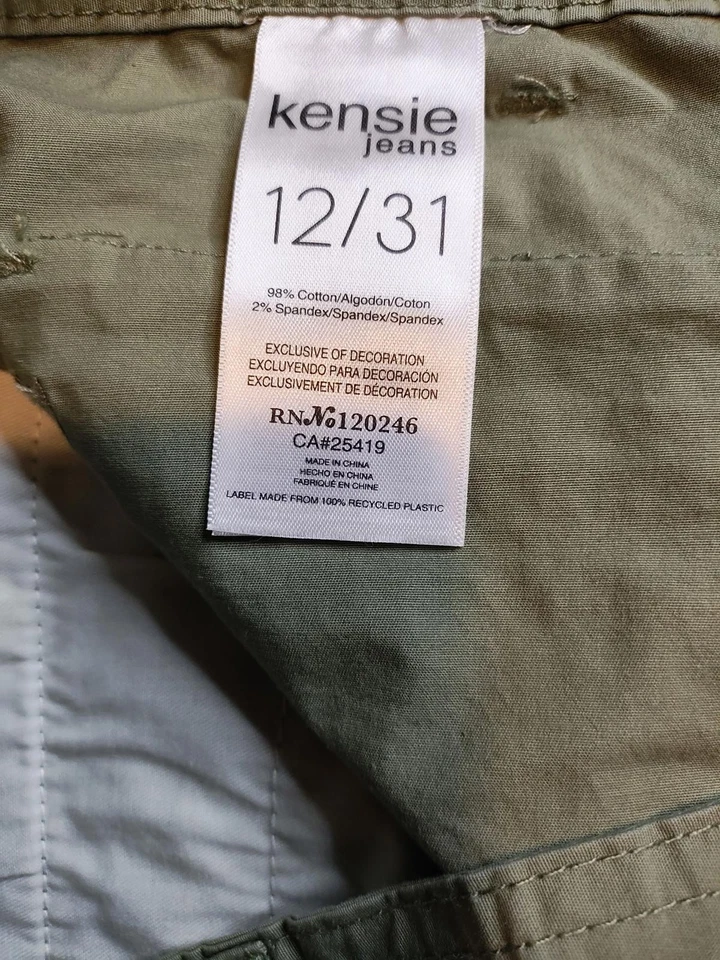 kensie
jeans
12/31
98% Cotton/Algodón/Coton
2% Spandex/Spandex/Spandex
EXCLUSIVE OF DECORATION
EXCLUYENDO PARA DECORACIÓN
EXCLUSIVEMENT DE DÉCORATION
RN№120246
CA#25419
MADE IN CHINA
HECHO EN CHINA
FABRIQUÉ EN CHINE
LABEL MADE FROM 100% RECYCLED PLASTIC